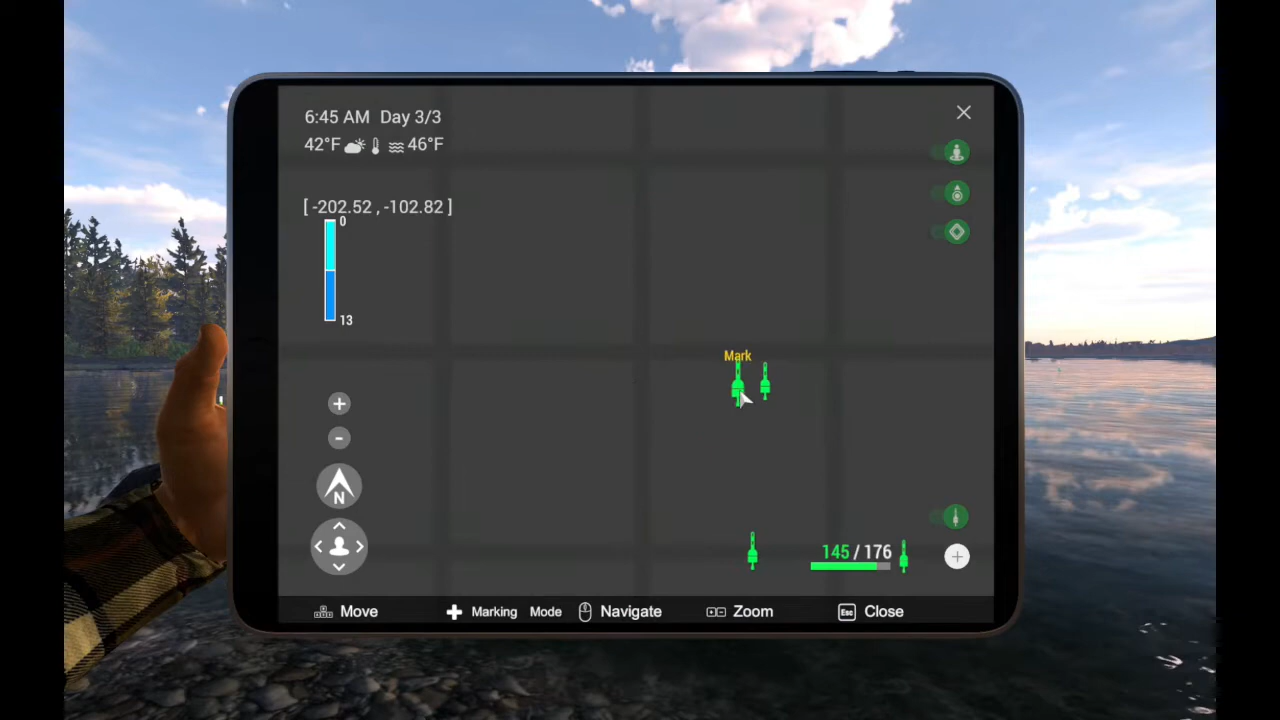 6:45 AM Day 3/3
42°F 46°F
[ -202.52 , -102.82 ]
0
13
Mark
+
-
N
145 / 176
Move Marking Mode Navigate Zoom Esc Close